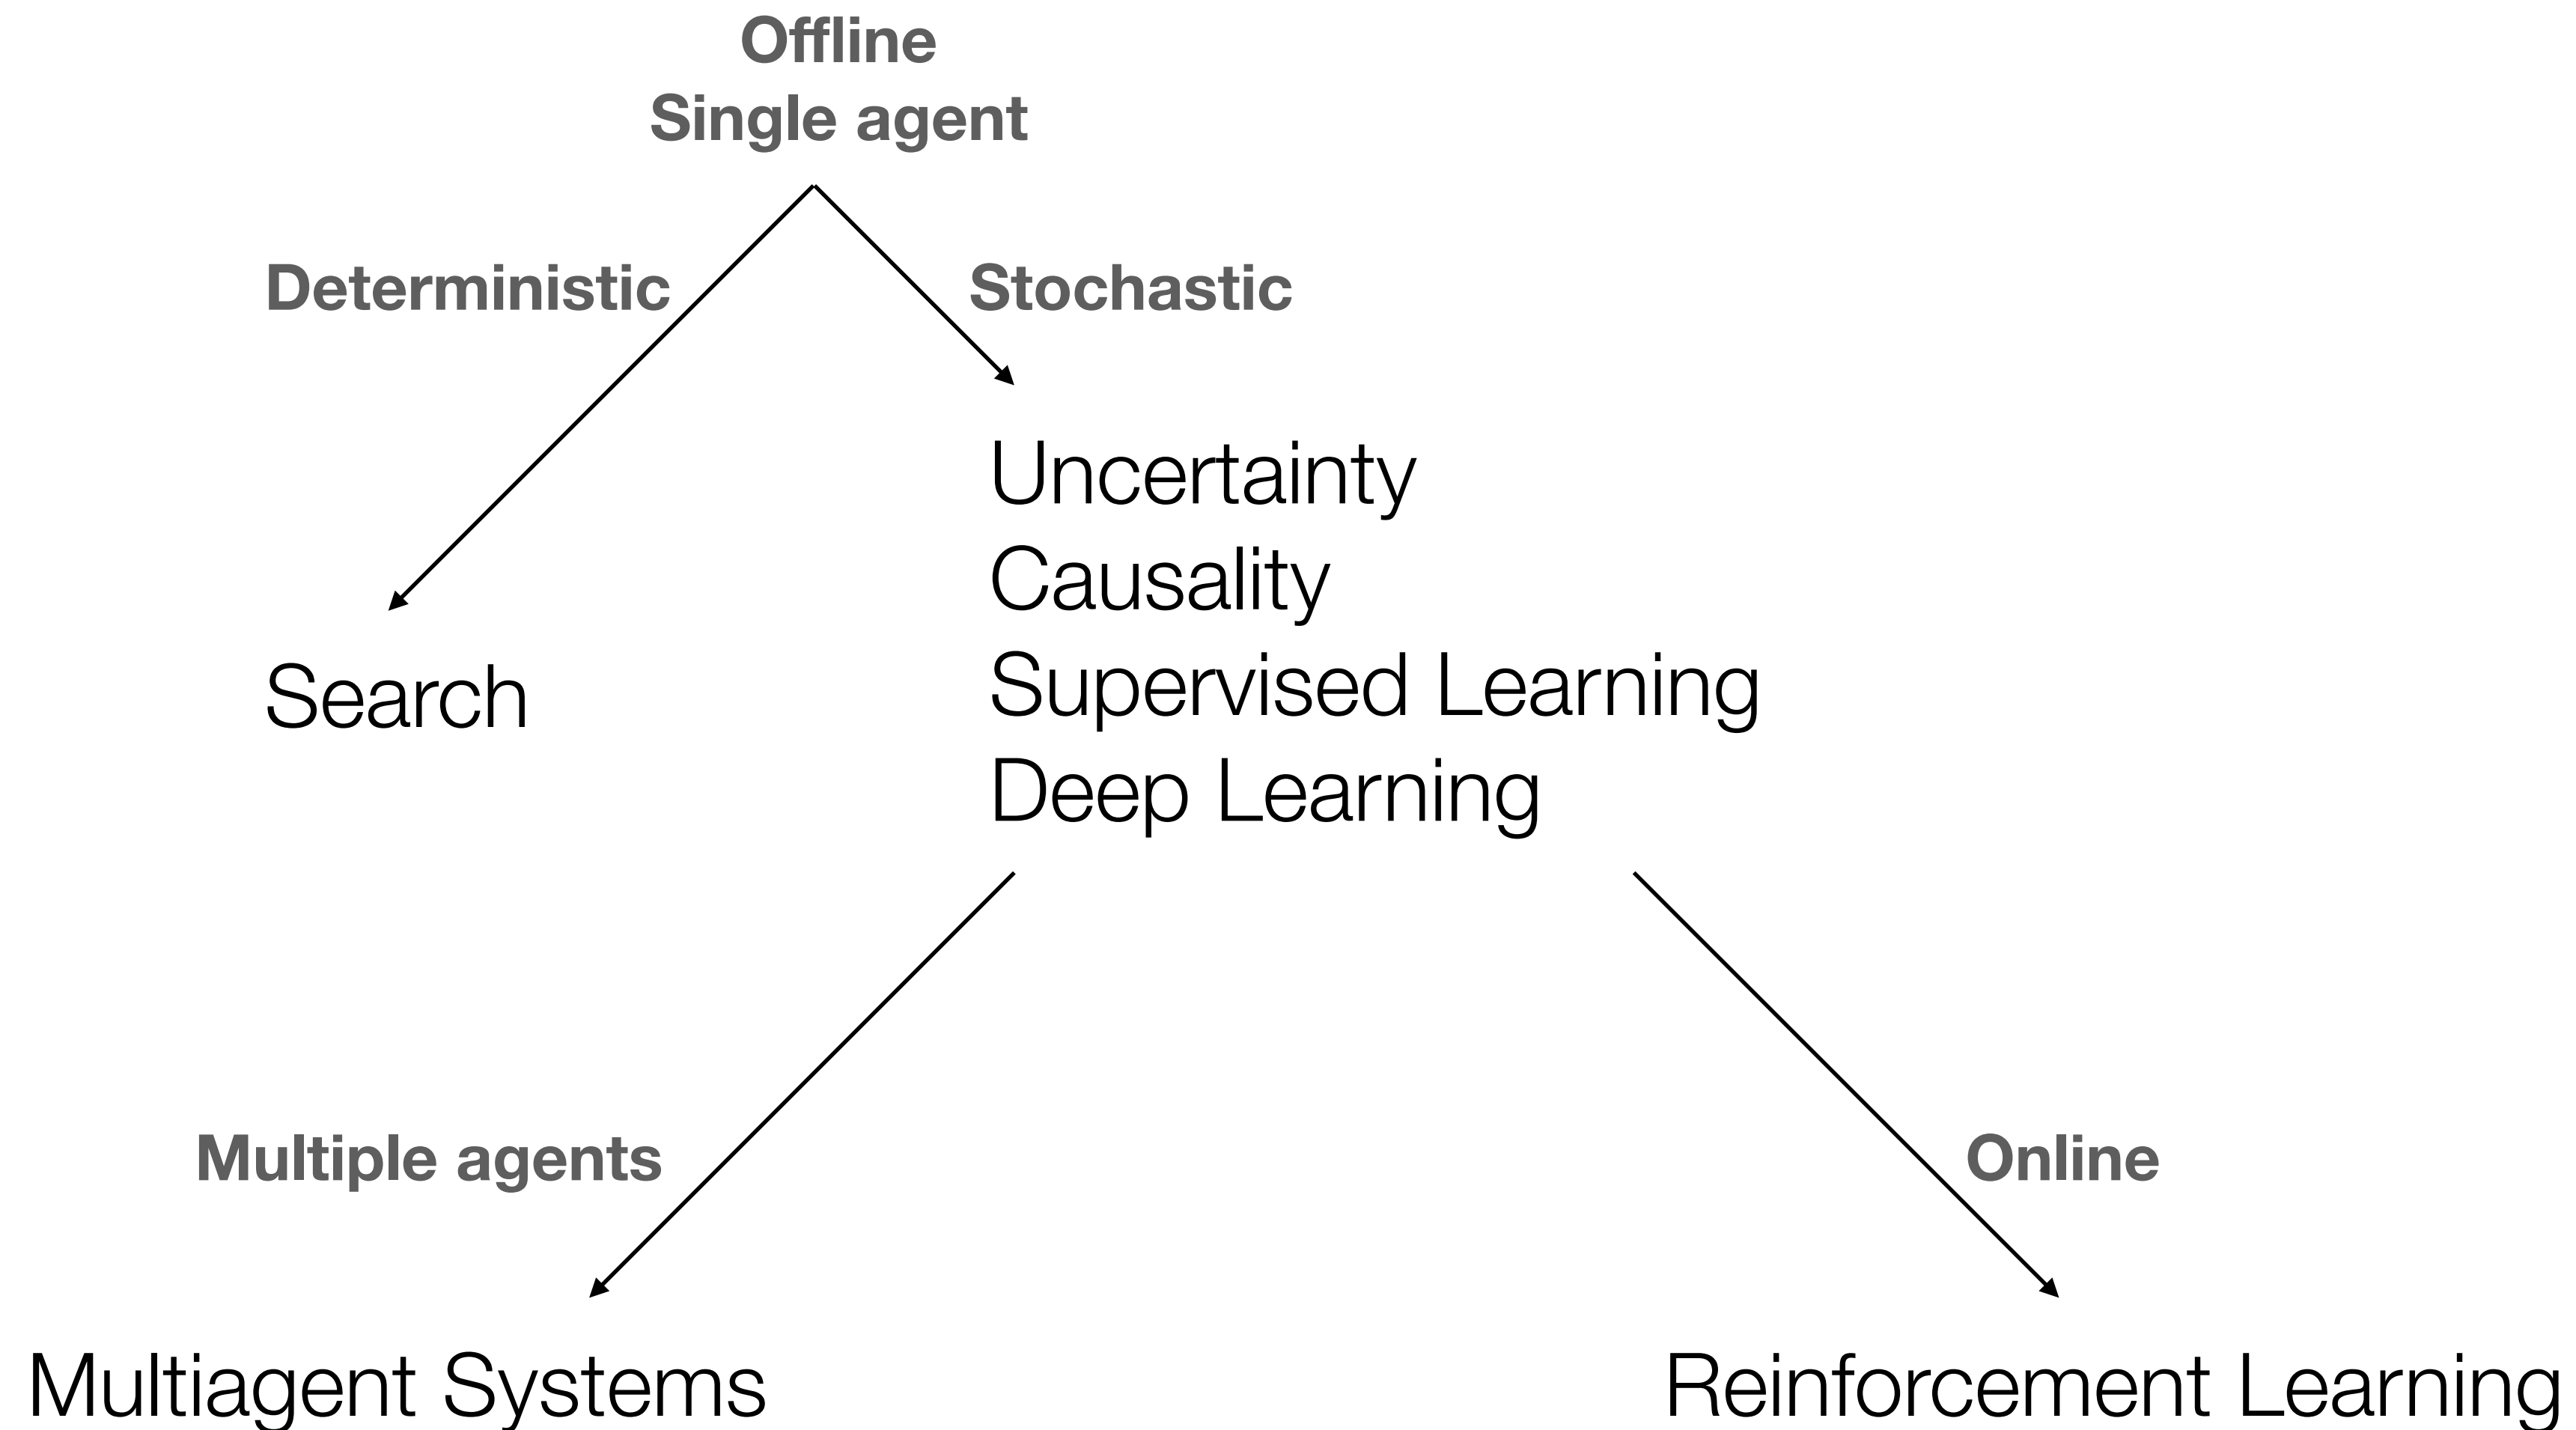 Offline
Single agent
Deterministic
Stochastic
Uncertainty
Causality
Supervised Learning
Deep Learning
Search
Multiple agents
Online
Multiagent Systems
Reinforcement Learning